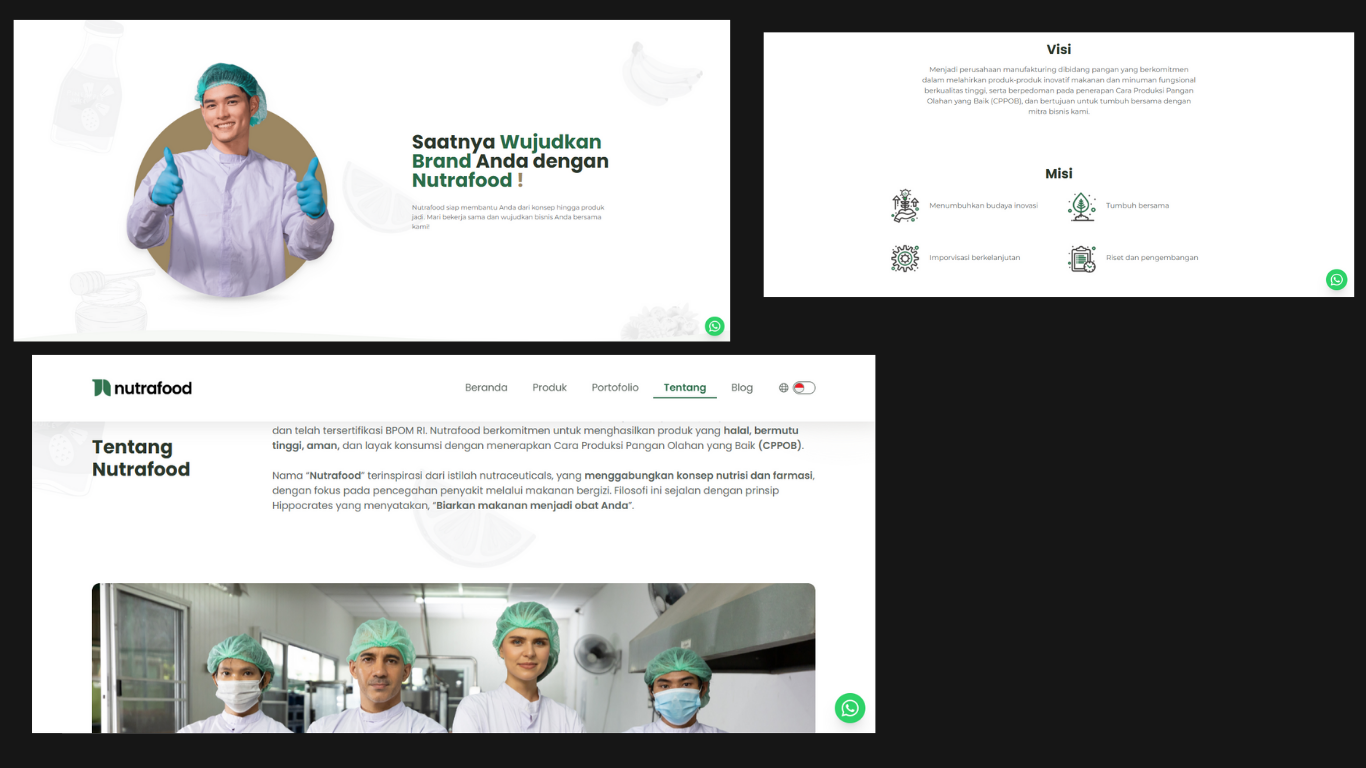 Saatnya Wujudkan
Brand Anda dengan
Nutrafood !
Nutrafood siap membantu Anda dari konsep hingga produk
jadi. Mari bekerja sama dan wujudkan bisnis Anda bersama
kami!
Visi
Menjadi perusahaan manufakturing dibidang pangan yang berkomitmen
dalam melahirkan produk-produk inovatif makanan dan minuman fungsional
berkualitas tinggi, serta berpedoman pada penerapan Cara Produksi Pangan
Olahan yang Baik (CPPOB), dan bertujuan untuk tumbuh bersama dengan
mitra bisnis kami.
Misi
Menumbuhkan budaya inovasi
Tumbuh bersama
Imporvisasi berkelanjutan
Riset dan pengembangan
nutrafood
Beranda Produk Portofolio Tentang Blog
Tentang
Nutrafood
dan telah tersertifikasi BPOM RI. Nutrafood berkomitmen untuk menghasilkan produk yang halal, bermutu
tinggi, aman, dan layak konsumsi dengan menerapkan Cara Produksi Pangan Olahan yang Baik (CPPOB).
Nama “Nutrafood” terinspirasi dari istilah nutraceuticals, yang menggabungkan konsep nutrisi dan farmasi,
dengan fokus pada pencegahan penyakit melalui makanan bergizi. Filosofi ini sejalan dengan prinsip
Hippocrates yang menyatakan, “Biarkan makanan menjadi obat Anda”.